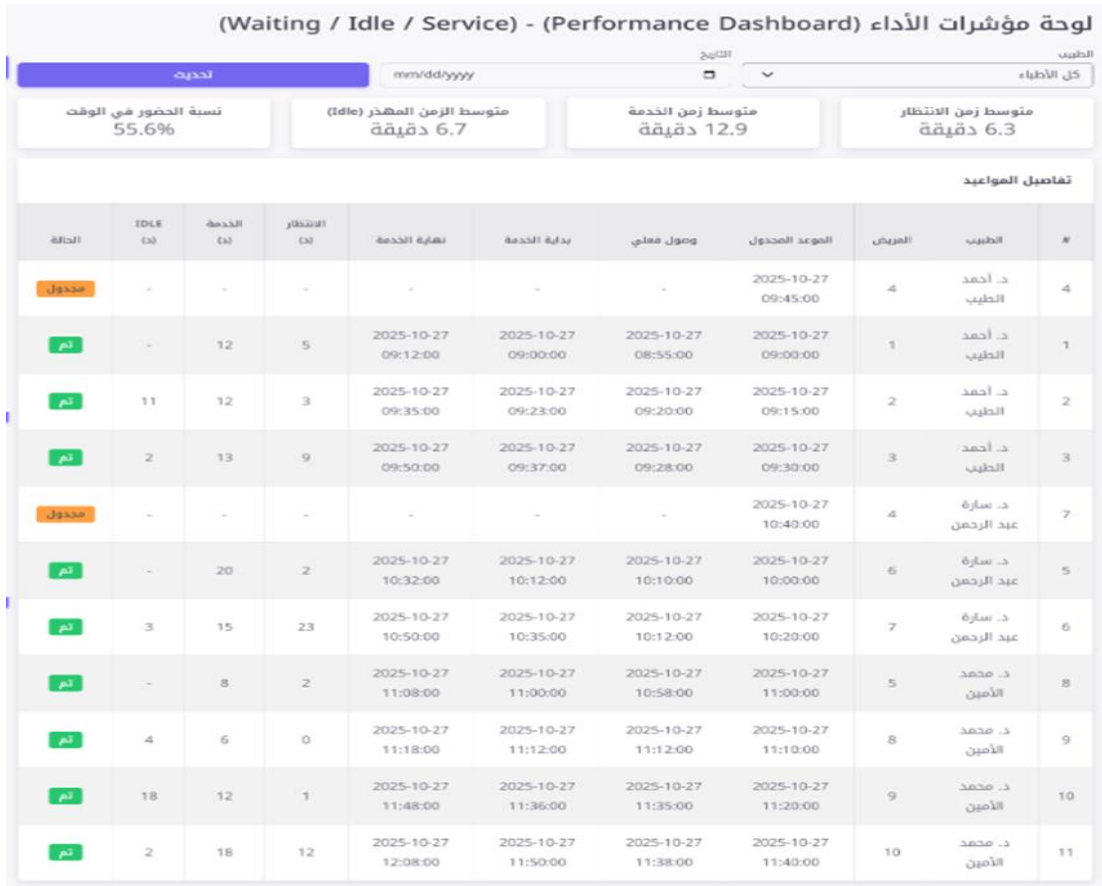 لوحة مؤشرات الأداء (Performance Dashboard) - (Waiting / Idle / Service)
الطبيب
التاريخ
كل الأطباء
mm/dd/yyyy
تحديث
متوسط زمن الانتظار
6.3 دقيقة
متوسط زمن الخدمة
12.9 دقيقة
متوسط الزمن المهدر (Idle)
6.7 دقيقة
نسبة الحضور في الوقت
55.6%
تفاصيل المواعيد
# الطبيب المريض الموعد المجدول وصول فعلي بداية الخدمة نهاية الخدمة الانتظار (د) الخدمة (د) IDLE (د) الحالة
4 د. أحمد الطيب 4 2025-10-27 09:45:00 - - - - - - مجدول
1 د. أحمد الطيب 1 2025-10-27 09:00:00 2025-10-27 08:55:00 2025-10-27 09:00:00 2025-10-27 09:12:00 5 12 - تم
2 د. أحمد الطيب 2 2025-10-27 09:15:00 2025-10-27 09:20:00 2025-10-27 09:23:00 2025-10-27 09:35:00 3 12 11 تم
3 د. أحمد الطيب 3 2025-10-27 09:30:00 2025-10-27 09:28:00 2025-10-27 09:37:00 2025-10-27 09:50:00 9 13 2 تم
7 د. سارة عبد الرحمن 4 2025-10-27 10:40:00 - - - - - - مجدول
5 د. سارة عبد الرحمن 6 2025-10-27 10:00:00 2025-10-27 10:10:00 2025-10-27 10:12:00 2025-10-27 10:32:00 2 20 - تم
6 د. سارة عبد الرحمن 7 2025-10-27 10:20:00 2025-10-27 10:12:00 2025-10-27 10:35:00 2025-10-27 10:50:00 23 15 3 تم
8 د. محمد الأمين 5 2025-10-27 11:00:00 2025-10-27 10:58:00 2025-10-27 11:00:00 2025-10-27 11:08:00 2 8 - تم
9 د. محمد الأمين 8 2025-10-27 11:10:00 2025-10-27 11:12:00 2025-10-27 11:12:00 2025-10-27 11:18:00 0 6 4 تم
10 د. محمد الأمين 9 2025-10-27 11:20:00 2025-10-27 11:35:00 2025-10-27 11:36:00 2025-10-27 11:48:00 1 12 18 تم
11 د. محمد الأمين 10 2025-10-27 11:40:00 2025-10-27 11:38:00 2025-10-27 11:50:00 2025-10-27 12:08:00 12 18 2 تم